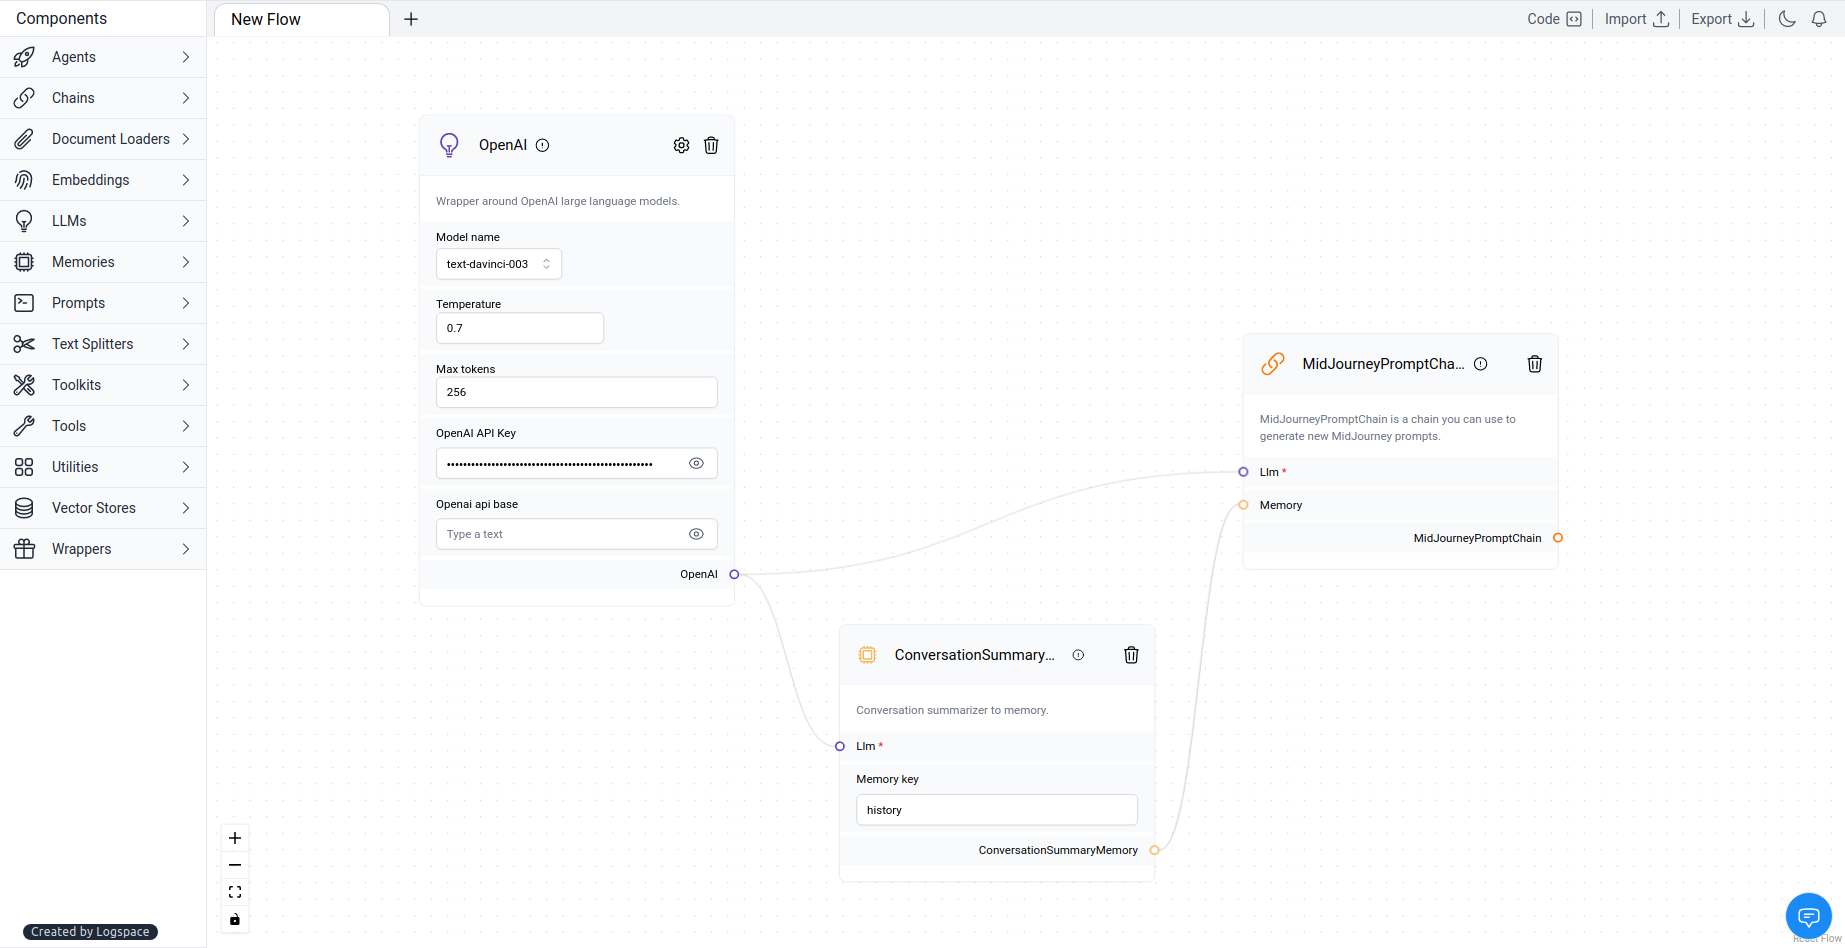 Components
New Flow
Code
Import
Export
Agents
Chains
Document Loaders
Embeddings
LLMs
Memories
Prompts
Text Splitters
Toolkits
Tools
Utilities
Vector Stores
Wrappers
Created by Logspace
OpenAI
Wrapper around OpenAI large language models.
Model name
text-davinci-003
Temperature
0.7
Max tokens
256
OpenAI API Key
Openai api base
Type a text
OpenAI
ConversationSummary...
Conversation summarizer to memory.
Llm *
Memory key
history
ConversationSummaryMemory
MidJourneyPromptCha...
MidJourneyPromptChain is a chain you can use to
generate new MidJourney prompts.
Llm *
Memory
MidJourneyPromptChain
React Flow